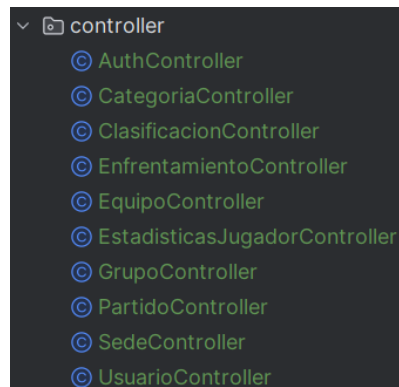 controller
AuthController
CategoriaController
ClasificacionController
EnfrentamientoController
EquipoController
EstadisticasJugadorController
GrupoController
PartidoController
SedeController
UsuarioController